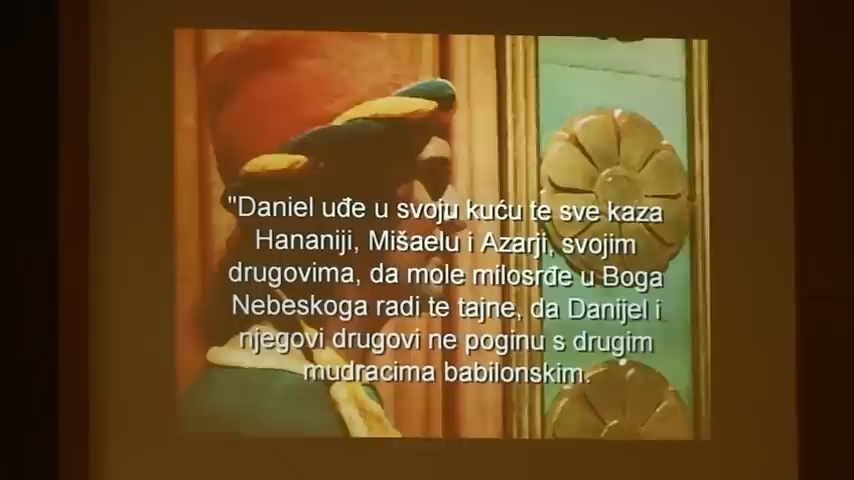 "Daniel uđe u svoju kuću te sve kaza
Hananiji, Mišaelu i Azarji, svojim
drugovima, da mole milosrđe u Boga
Nebeskoga radi te tajne, da Danijel i
njegovi drugovi ne poginu s drugim
mudracima babilonskim.